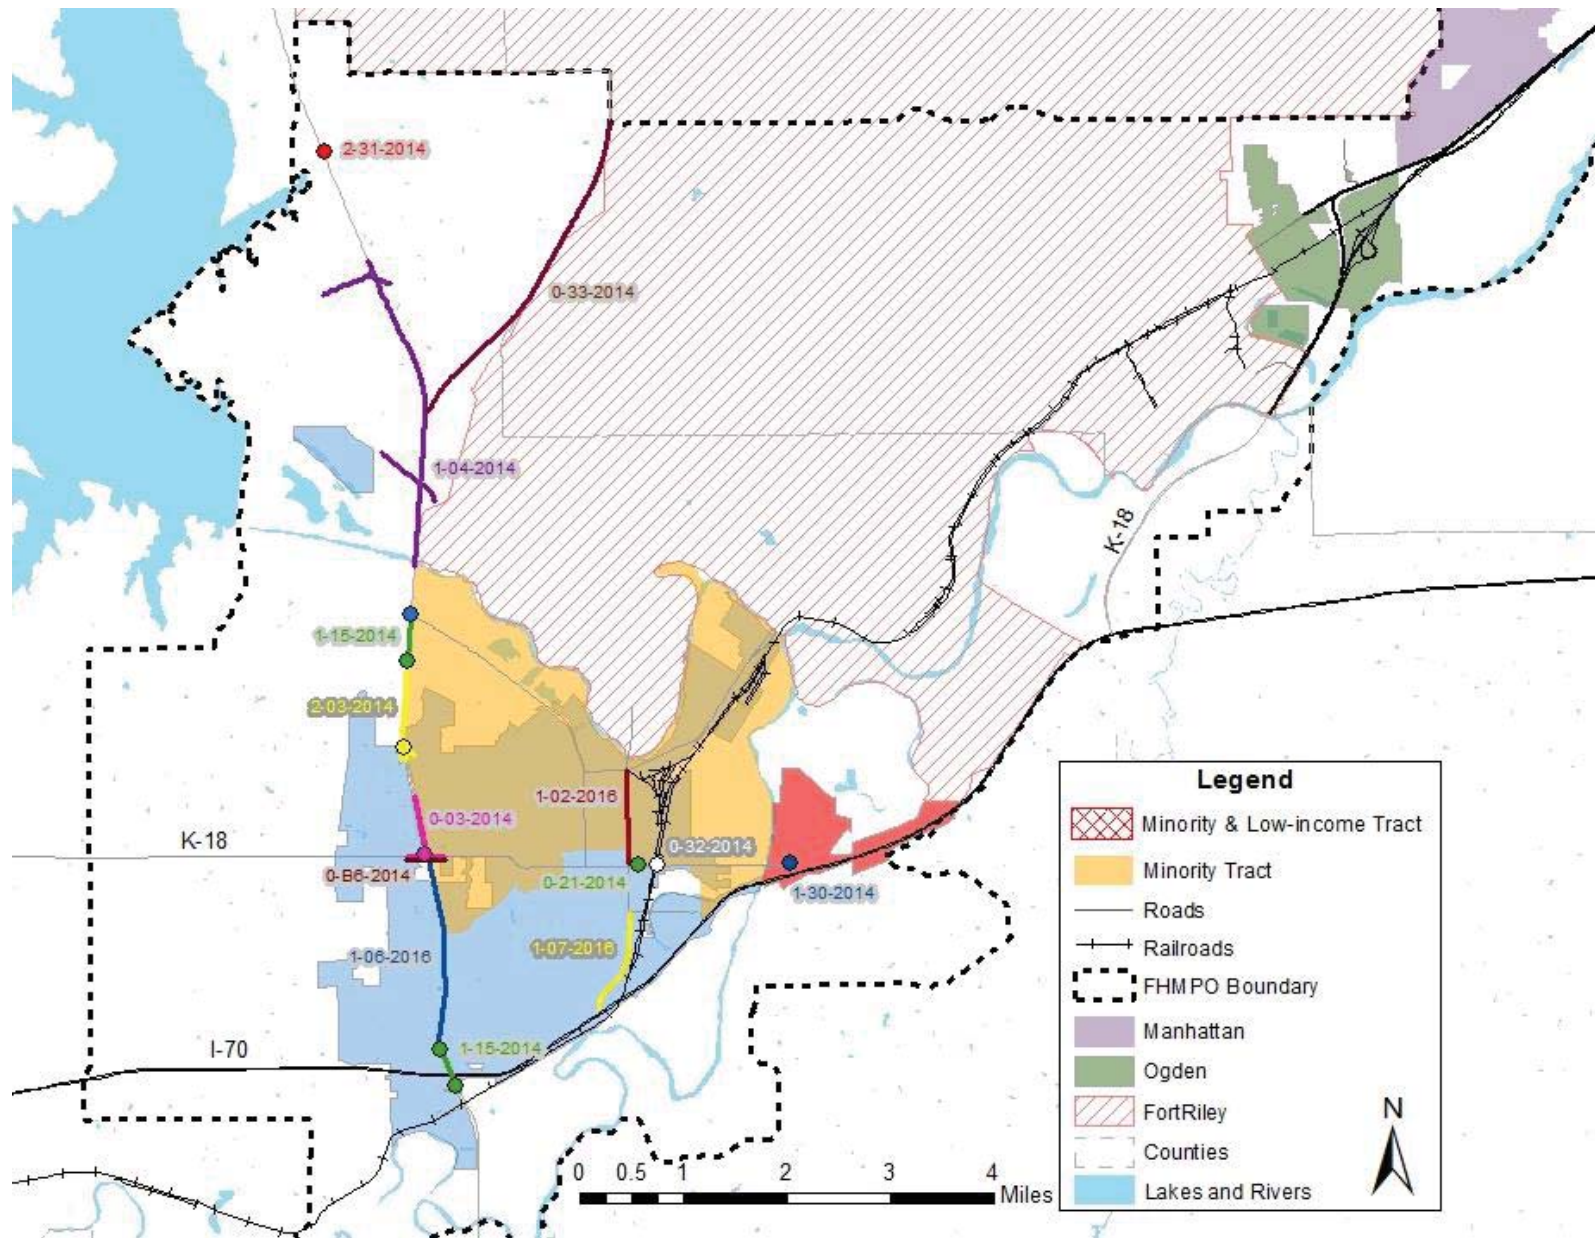 2-31-2014
0-33-2014
1-04-2014
K-18
1-15-2014
2-03-2014
1-02-2016
0-03-2014
K-18
0-32-2014
0-B6-2014
0-21-2014
1-30-2014
1-07-2016
1-06-2016
I-70
1-15-2014
Legend
Minority & Low-income Tract
Minority Tract
Roads
Railroads
FHMPO Boundary
Manhattan
Ogden
FortRiley
Counties
Lakes and Rivers
N
0 0.5 1 2 3 4
Miles